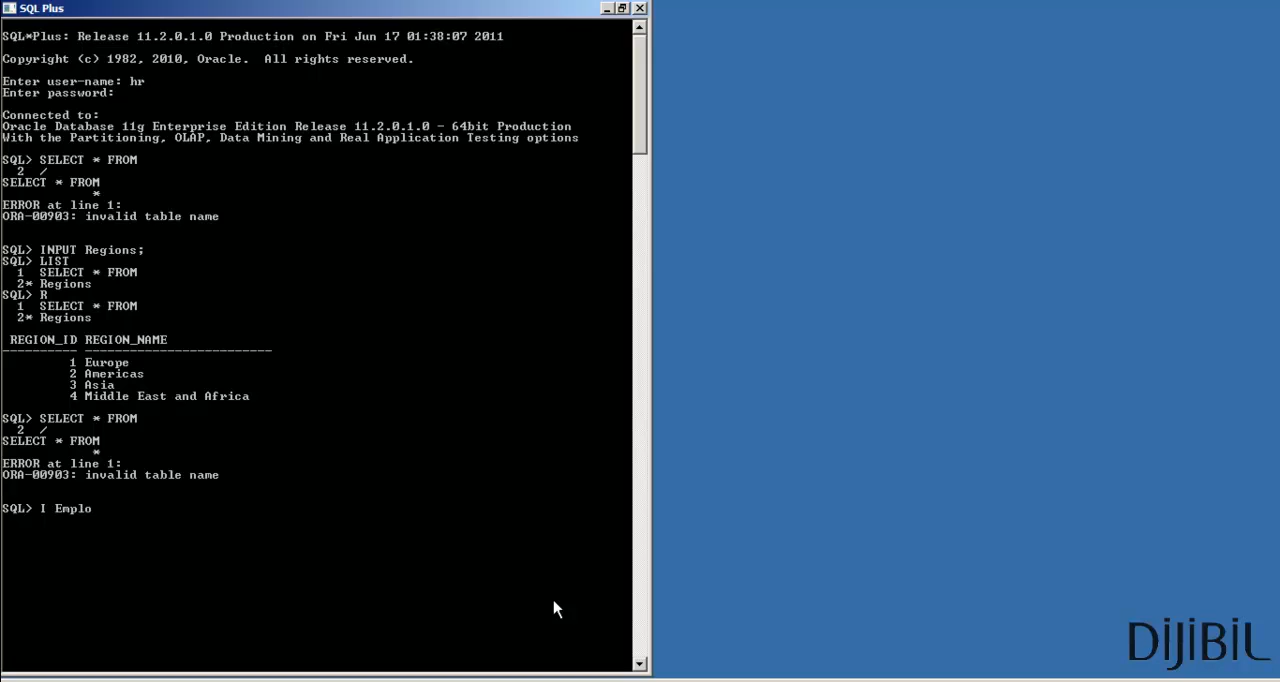 SQL Plus
SQL*Plus: Release 11.2.0.1.0 Production on Fri Jun 17 01:38:07 2011
Copyright (c) 1982, 2010, Oracle.  All rights reserved.
Enter user-name: hr
Enter password:
Connected to:
Oracle Database 11g Enterprise Edition Release 11.2.0.1.0 - 64bit Production
With the Partitioning, OLAP, Data Mining and Real Application Testing options
SQL> SELECT * FROM
  2  /
SELECT * FROM
             *
ERROR at line 1:
ORA-00903: invalid table name
SQL> INPUT Regions;
SQL> LIST
  1  SELECT * FROM
  2* Regions
SQL> R
  1  SELECT * FROM
  2* Regions
 REGION_ID REGION_NAME
---------- -------------------------
         1 Europe
         2 Americas
         3 Asia
         4 Middle East and Africa
SQL> SELECT * FROM
  2  /
SELECT * FROM
             *
ERROR at line 1:
ORA-00903: invalid table name
SQL> I Emplo
DiJiBiL